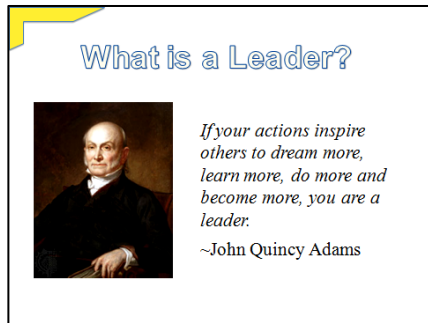 What is a Leader?
If your actions inspire
others to dream more,
learn more, do more and
become more, you are a
leader.
~John Quincy Adams